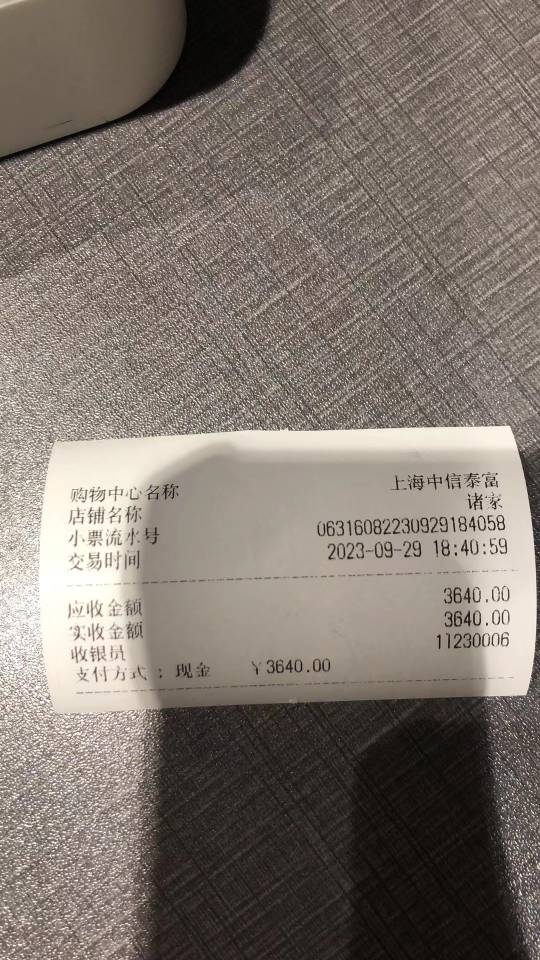 购物中心名称 上海中信泰富
店铺名称 诸家
小票流水号 06316082230929184058
交易时间 2023-09-29 18:40:59
应收金额 3640.00
实收金额 3640.00
收银员 11230006
支付方式：现金 ￥3640.00